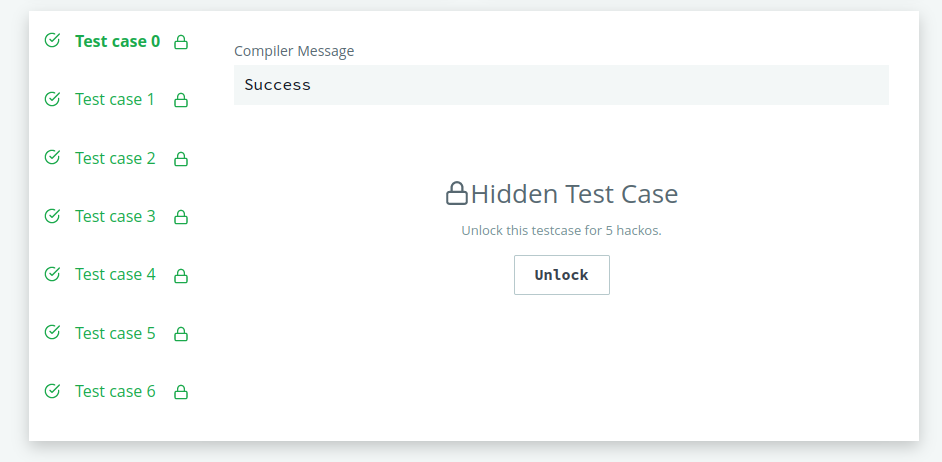 Test case 0
Test case 1
Test case 2
Test case 3
Test case 4
Test case 5
Test case 6
Compiler Message
Success
Hidden Test Case
Unlock this testcase for 5 hackos.
Unlock